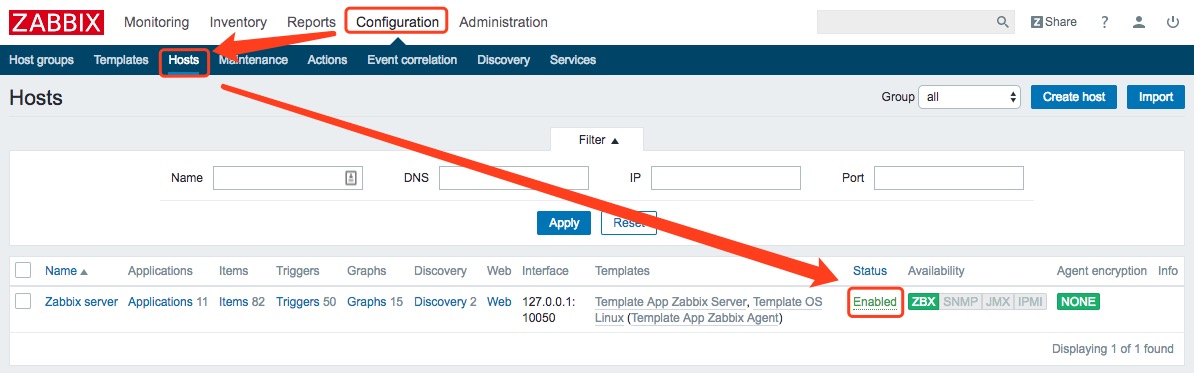 ZABBIX Monitoring Inventory Reports Configuration Administration Z Share ?
Host groups Templates Hosts Maintenance Actions Event correlation Discovery Services
Hosts Group all Create host Import
Filter
Name DNS IP Port
Apply Reset
Name Applications Items Triggers Graphs Discovery Web Interface Templates Status Availability Agent encryption Info
Zabbix server Applications 11 Items 82 Triggers 50 Graphs 15 Discovery 2 Web 127.0.0.1: Template App Zabbix Server, Template OS Enabled ZBX SNMP JMX IPMI NONE
10050 Linux (Template App Zabbix Agent)
Displaying 1 of 1 found